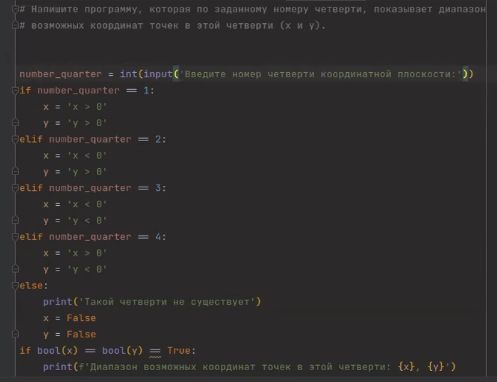 # Напишите программу, которая по заданному номеру четверти, показывает диапазон
# возможных координат точек в этой четверти (x и y).
number_quarter = int(input('Введите номер четверти координатной плоскости:'))
if number_quarter == 1:
    x = 'x > 0'
    y = 'y > 0'
elif number_quarter == 2:
    x = 'x < 0'
    y = 'y > 0'
elif number_quarter == 3:
    x = 'x < 0'
    y = 'y < 0'
elif number_quarter == 4:
    x = 'x > 0'
    y = 'y < 0'
else:
    print('Такой четверти не существует')
    x = False
    y = False
if bool(x) == bool(y) == True:
    print(f'Диапазон возможных координат точек в этой четверти: {x}, {y}')